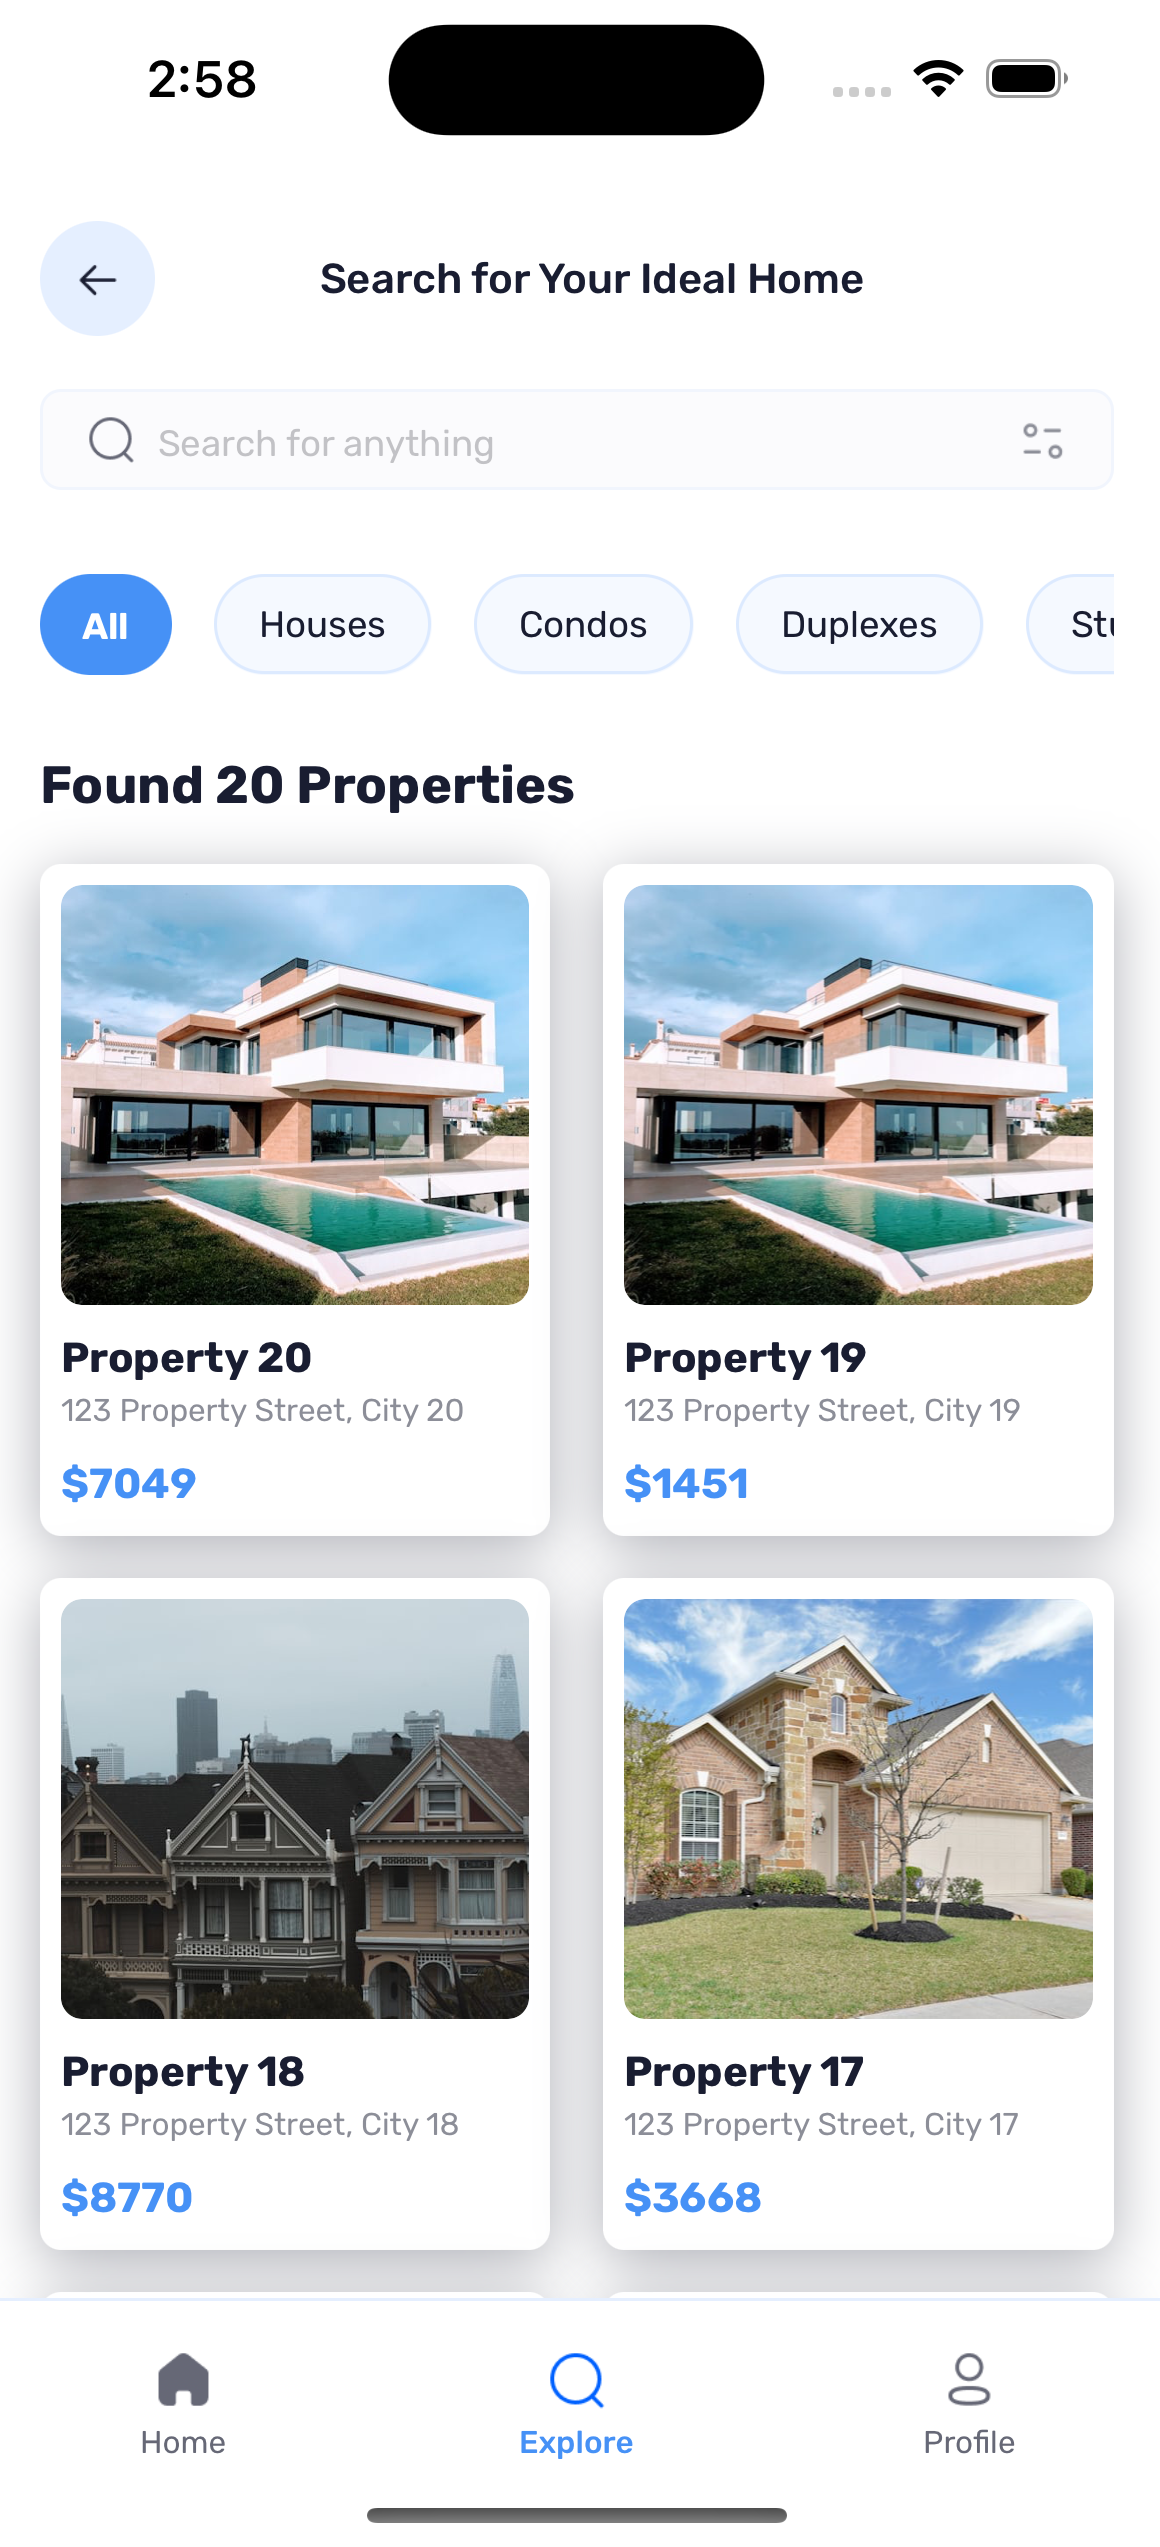 2:58
Search for Your Ideal Home
Search for anything
All Houses Condos Duplexes Stu
Found 20 Properties
Property 20
123 Property Street, City 20
$7049
Property 19
123 Property Street, City 19
$1451
Property 18
123 Property Street, City 18
$8770
Property 17
123 Property Street, City 17
$3668
Home Explore Profile